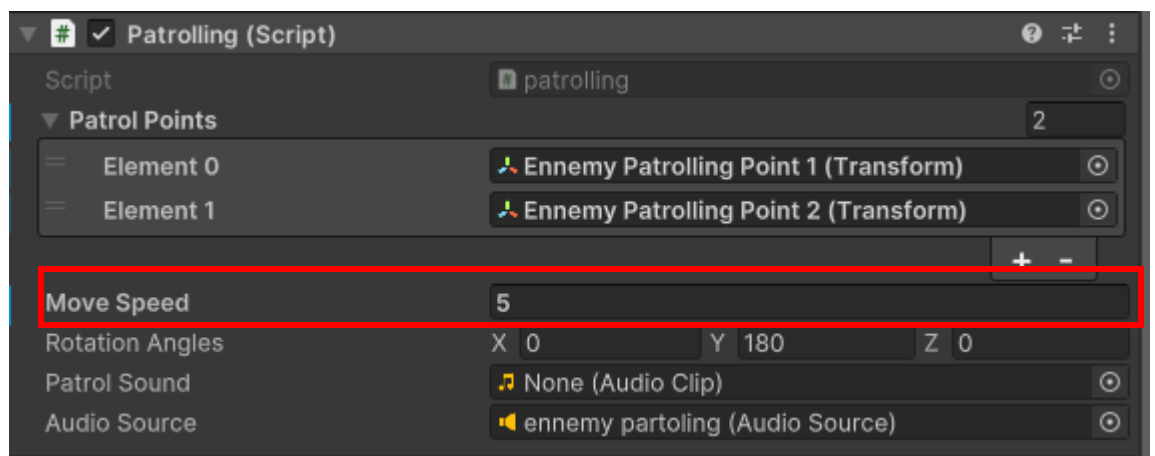 # Patrolling (Script)
Script patrolling
Patrol Points 2
Element 0 Ennemy Patrolling Point 1 (Transform)
Element 1 Ennemy Patrolling Point 2 (Transform)
+ -
Move Speed 5
Rotation Angles X 0 Y 180 Z 0
Patrol Sound None (Audio Clip)
Audio Source ennemy partoling (Audio Source)